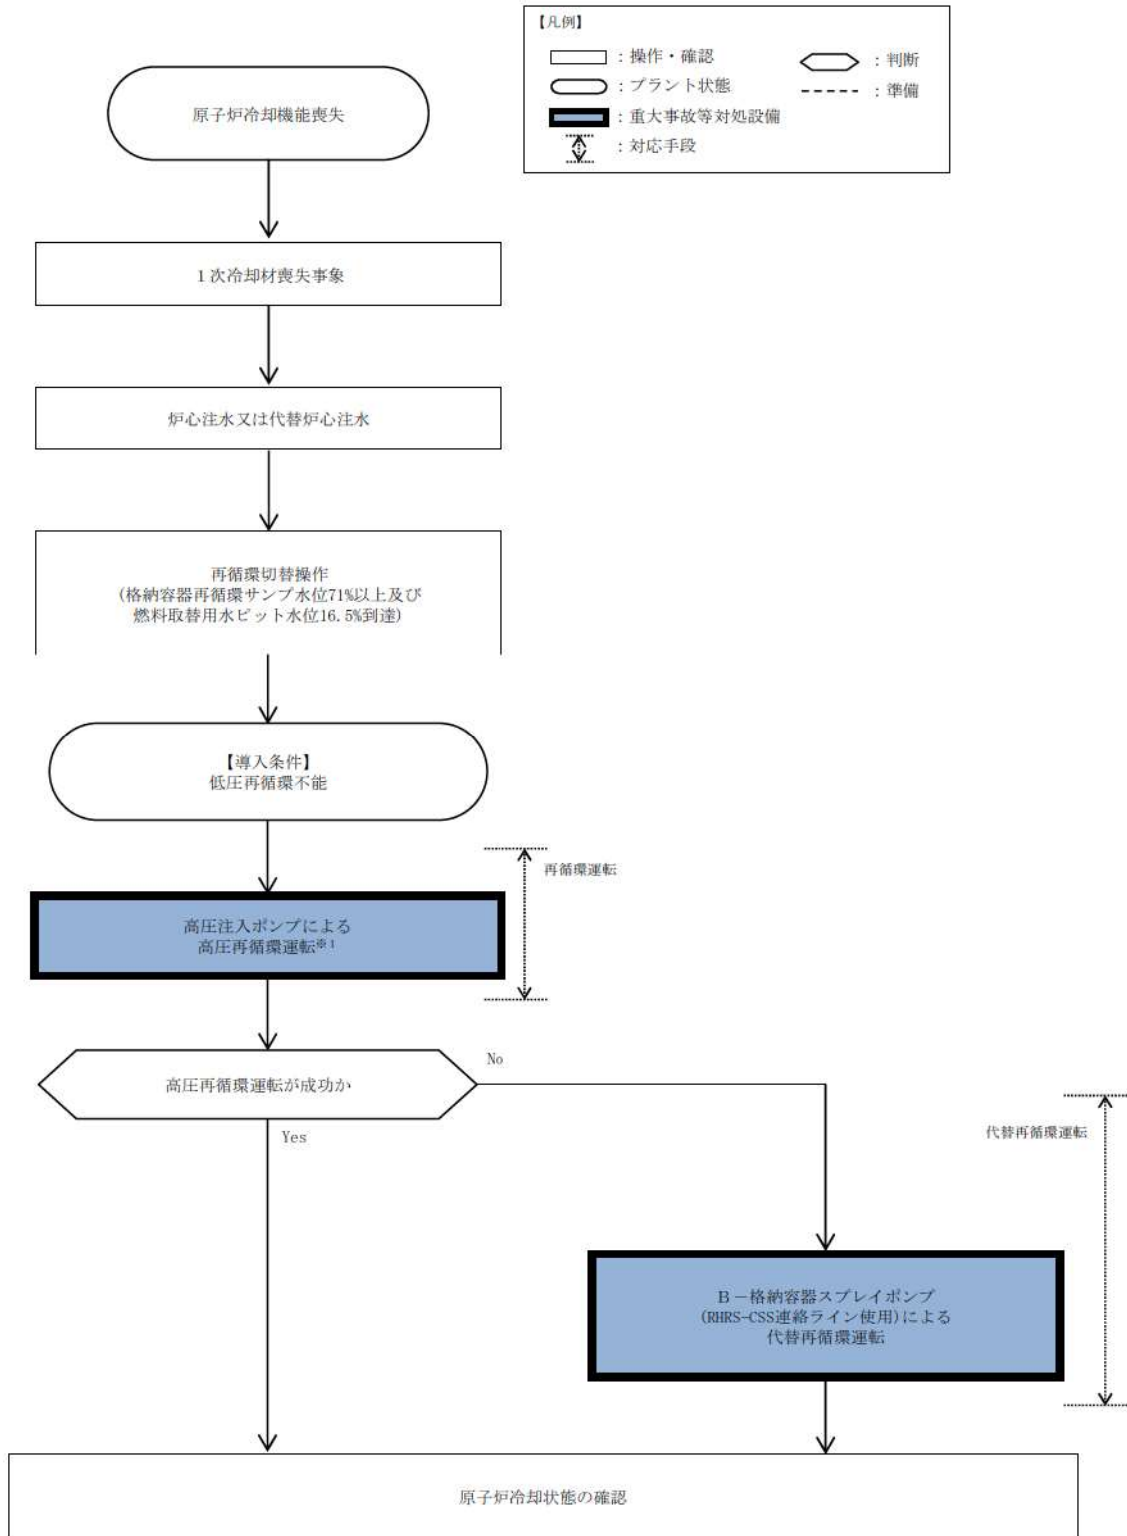 【凡例】
：操作・確認
：判断
：プラント状態
：準備
：重大事故等対処設備
：対応手段
原子炉冷却機能喪失
１次冷却材喪失事象
炉心注水又は代替炉心注水
再循環切替操作
(格納容器再循環サンプ水位71%以上及び
燃料取替用水ピット水位16.5%到達)
【導入条件】
低圧再循環不能
再循環運転
高圧注入ポンプによる
高圧再循環運転※1
高圧再循環運転が成功か
No
Yes
代替再循環運転
Ｂ－格納容器スプレイポンプ
(RHRS-CSS連絡ライン使用)による
代替再循環運転
原子炉冷却状態の確認